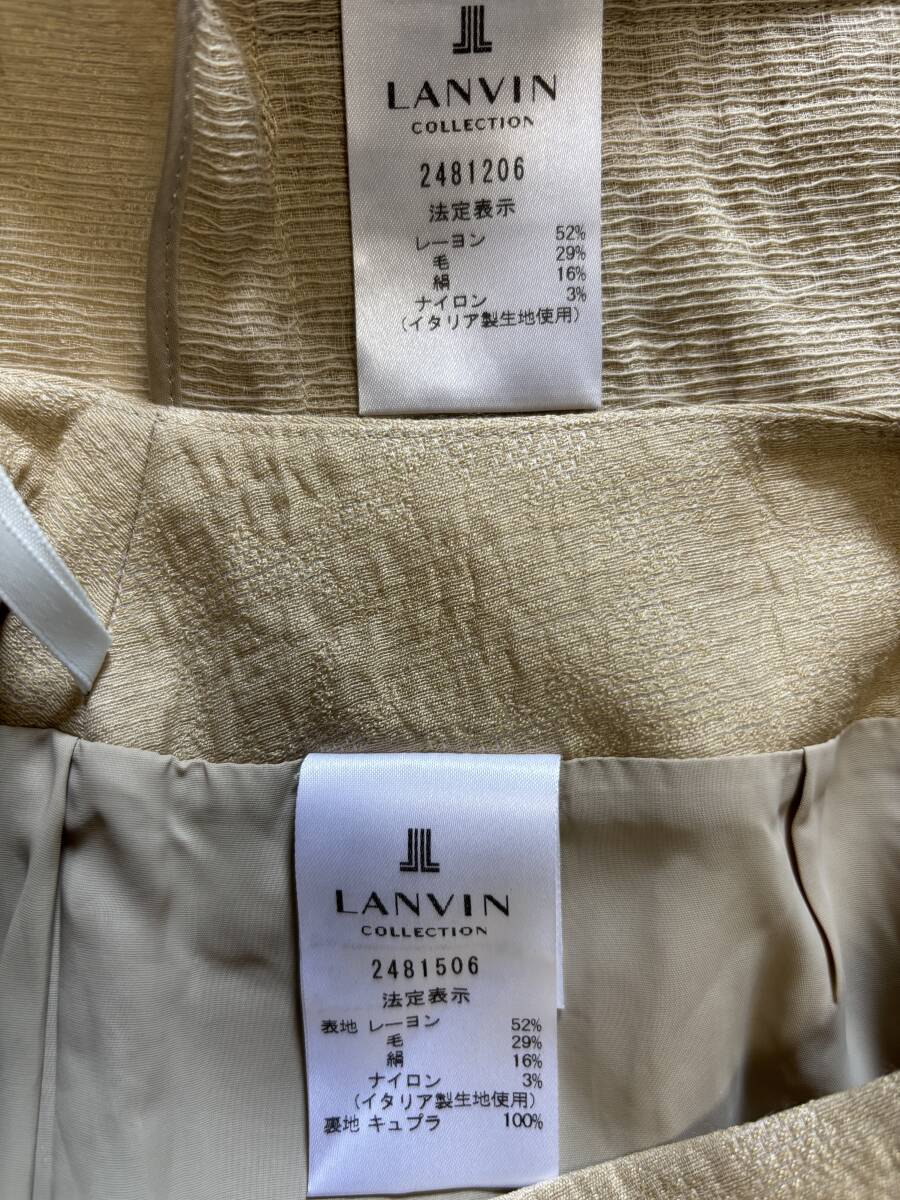 LANVIN
COLLECTION
2481206
法定表示
レーヨン 52%
毛 29%
絹 16%
ナイロン 3%
(イタリア製生地使用)
LANVIN
COLLECTION
2481506
法定表示
表地 レーヨン 52%
毛 29%
絹 16%
ナイロン 3%
(イタリア製生地使用)
裏地 キュプラ 100%